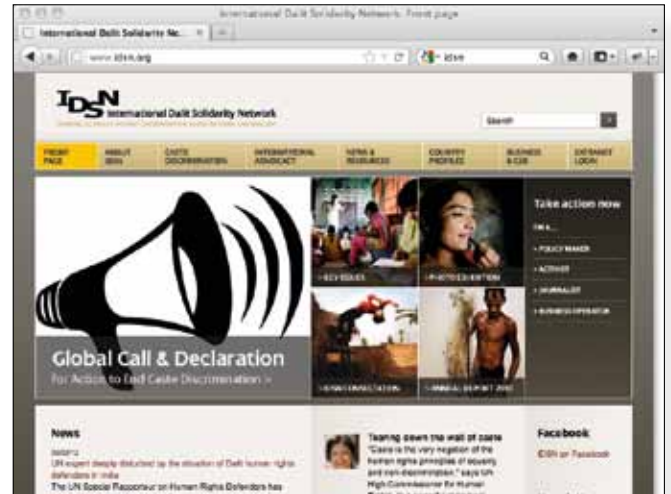 International Dalit Solidarity Network: Front page
International Dalit Solidarity Ne...
www.idsn.org
idsn
IDSN International Dalit Solidarity Network
Search
FRONT PAGE
ABOUT IDSN
CASTE DISCRIMINATION
INTERNATIONAL ADVOCACY
NEWS & RESOURCES
COUNTRY PROFILES
BUSINESS & CSR
EXTRANET LOGIN
Global Call & Declaration
For Action to End Caste Discrimination >
> KEY ISSUES
> PHOTO EXHIBITION
> ANNUAL REPORT
Take action now
I'M A...
> POLICY MAKER
> ACTIVIST
> JOURNALIST
> BUSINESS OPERATOR
News
UN expert deeply disturbed by the situation of Dalit human rights
defenders in India
The UN Special Rapporteur on Human Rights Defenders has
Tearing down the wall of caste
"Caste is the very negation of the
human rights principles of equality
and non-discrimination," says UN
High Commissioner for Human
Facebook
IDSN on Facebook